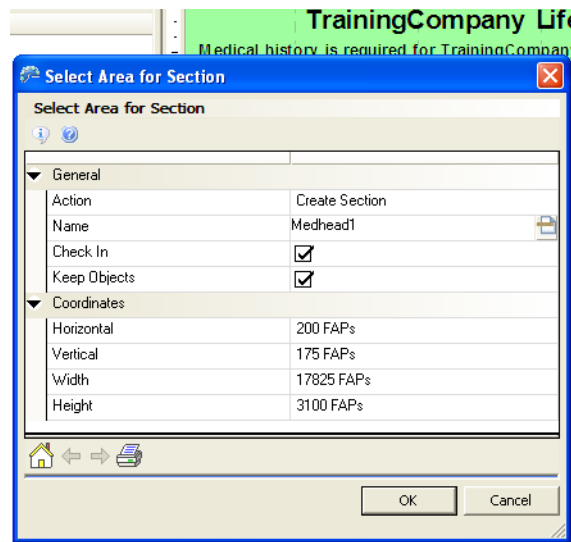 TrainingCompany Life
Medical history is required for TrainingCompan
Select Area for Section
Select Area for Section
General
Action Create Section
Name Medhead1
Check In
Keep Objects
Coordinates
Horizontal 200 FAPs
Vertical 175 FAPs
Width 17825 FAPs
Height 3100 FAPs
OK Cancel